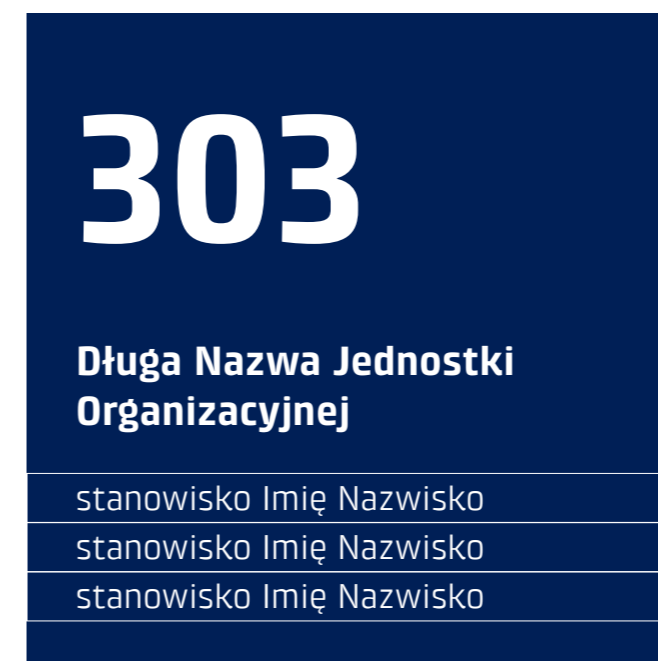 303
Długa Nazwa Jednostki
Organizacyjnej
stanowisko Imię Nazwisko
stanowisko Imię Nazwisko
stanowisko Imię Nazwisko